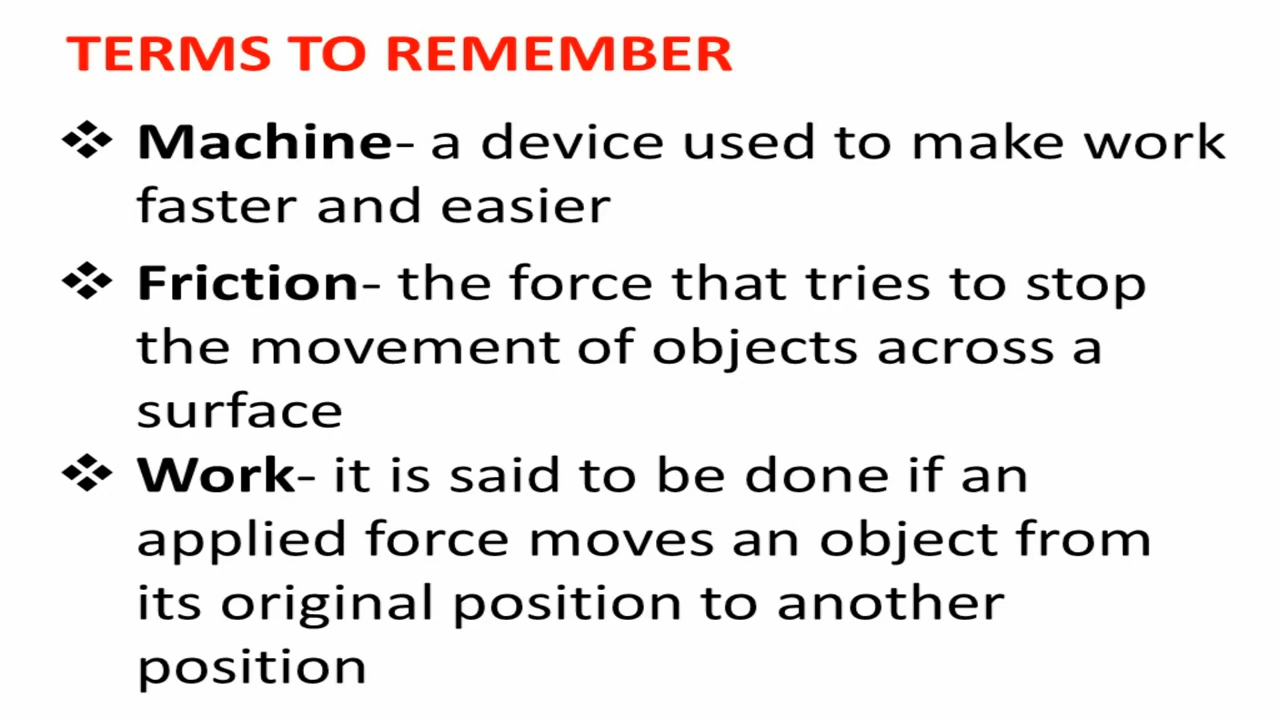 TERMS TO REMEMBER
❖ Machine- a device used to make work
faster and easier
❖ Friction- the force that tries to stop
the movement of objects across a
surface
❖ Work- it is said to be done if an
applied force moves an object from
its original position to another
position